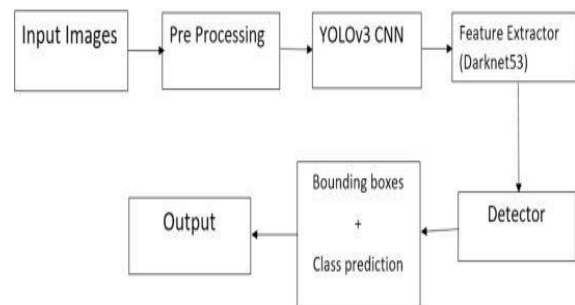 Input Images
Pre Processing
YOLOv3 CNN
Feature Extractor
(Darknet53)
Detector
Bounding boxes
+
Class prediction
Output